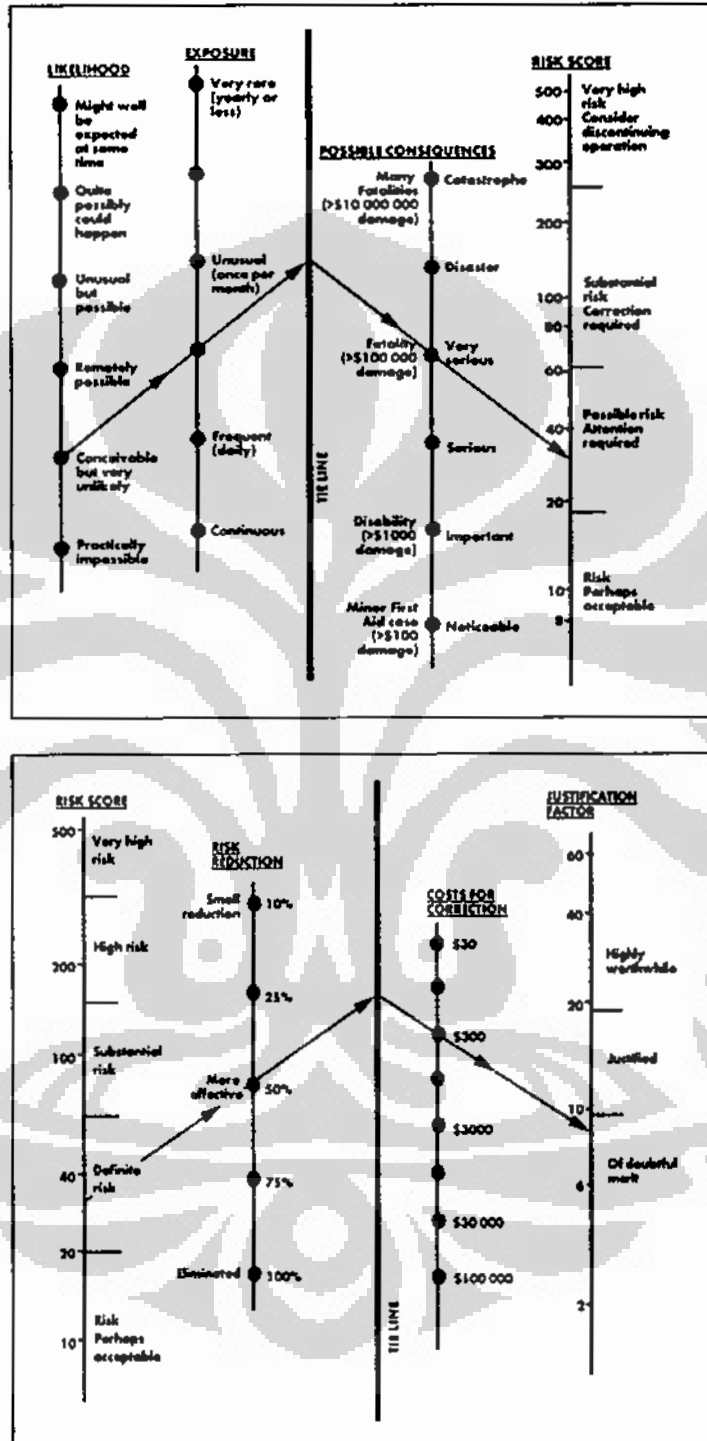 LIKELIHOOD
Might well
be
expected
at some
time
Quite
possibly
could
happen
Unusual
but
possible
Remotely
possible
Conceivable
but very
unlikely
Practically
impossible
EXPOSURE
Very rare
(yearly or
less)
Unusual
(once per
month)
Frequent
(daily)
Continuous
TIE LINE
POSSIBLE CONSEQUENCES
Many
Fatalities
(>$10 000 000
damage)
Catastrophe
Disaster
Fatality
(>$100 000
damage)
Very
serious
Serious
Disability
(>$1000
damage)
Important
Minor First
Aid case
(>$100
damage)
Noticeable
RISK SCORE
500
400
300
200
100
80
60
40
20
10
8
Very high
risk
Consider
discontinuing
operation
Substantial
risk
Correction
required
Possible risk
Attention
required
Risk
Perhaps
acceptable
RISK SCORE
500
200
100
40
20
10
Very high
risk
High risk
Substantial
risk
Definite
risk
Risk
Perhaps
acceptable
RISK
REDUCTION
Small
reduction
10%
25%
More
effective
50%
75%
Eliminated
100%
TIE LINE
COSTS FOR
CORRECTION
$30
$300
$3000
$30 000
$100 000
JUSTIFICATION
FACTOR
60
40
20
10
6
2
Highly
worthwhile
Justified
Of doubtful
merit